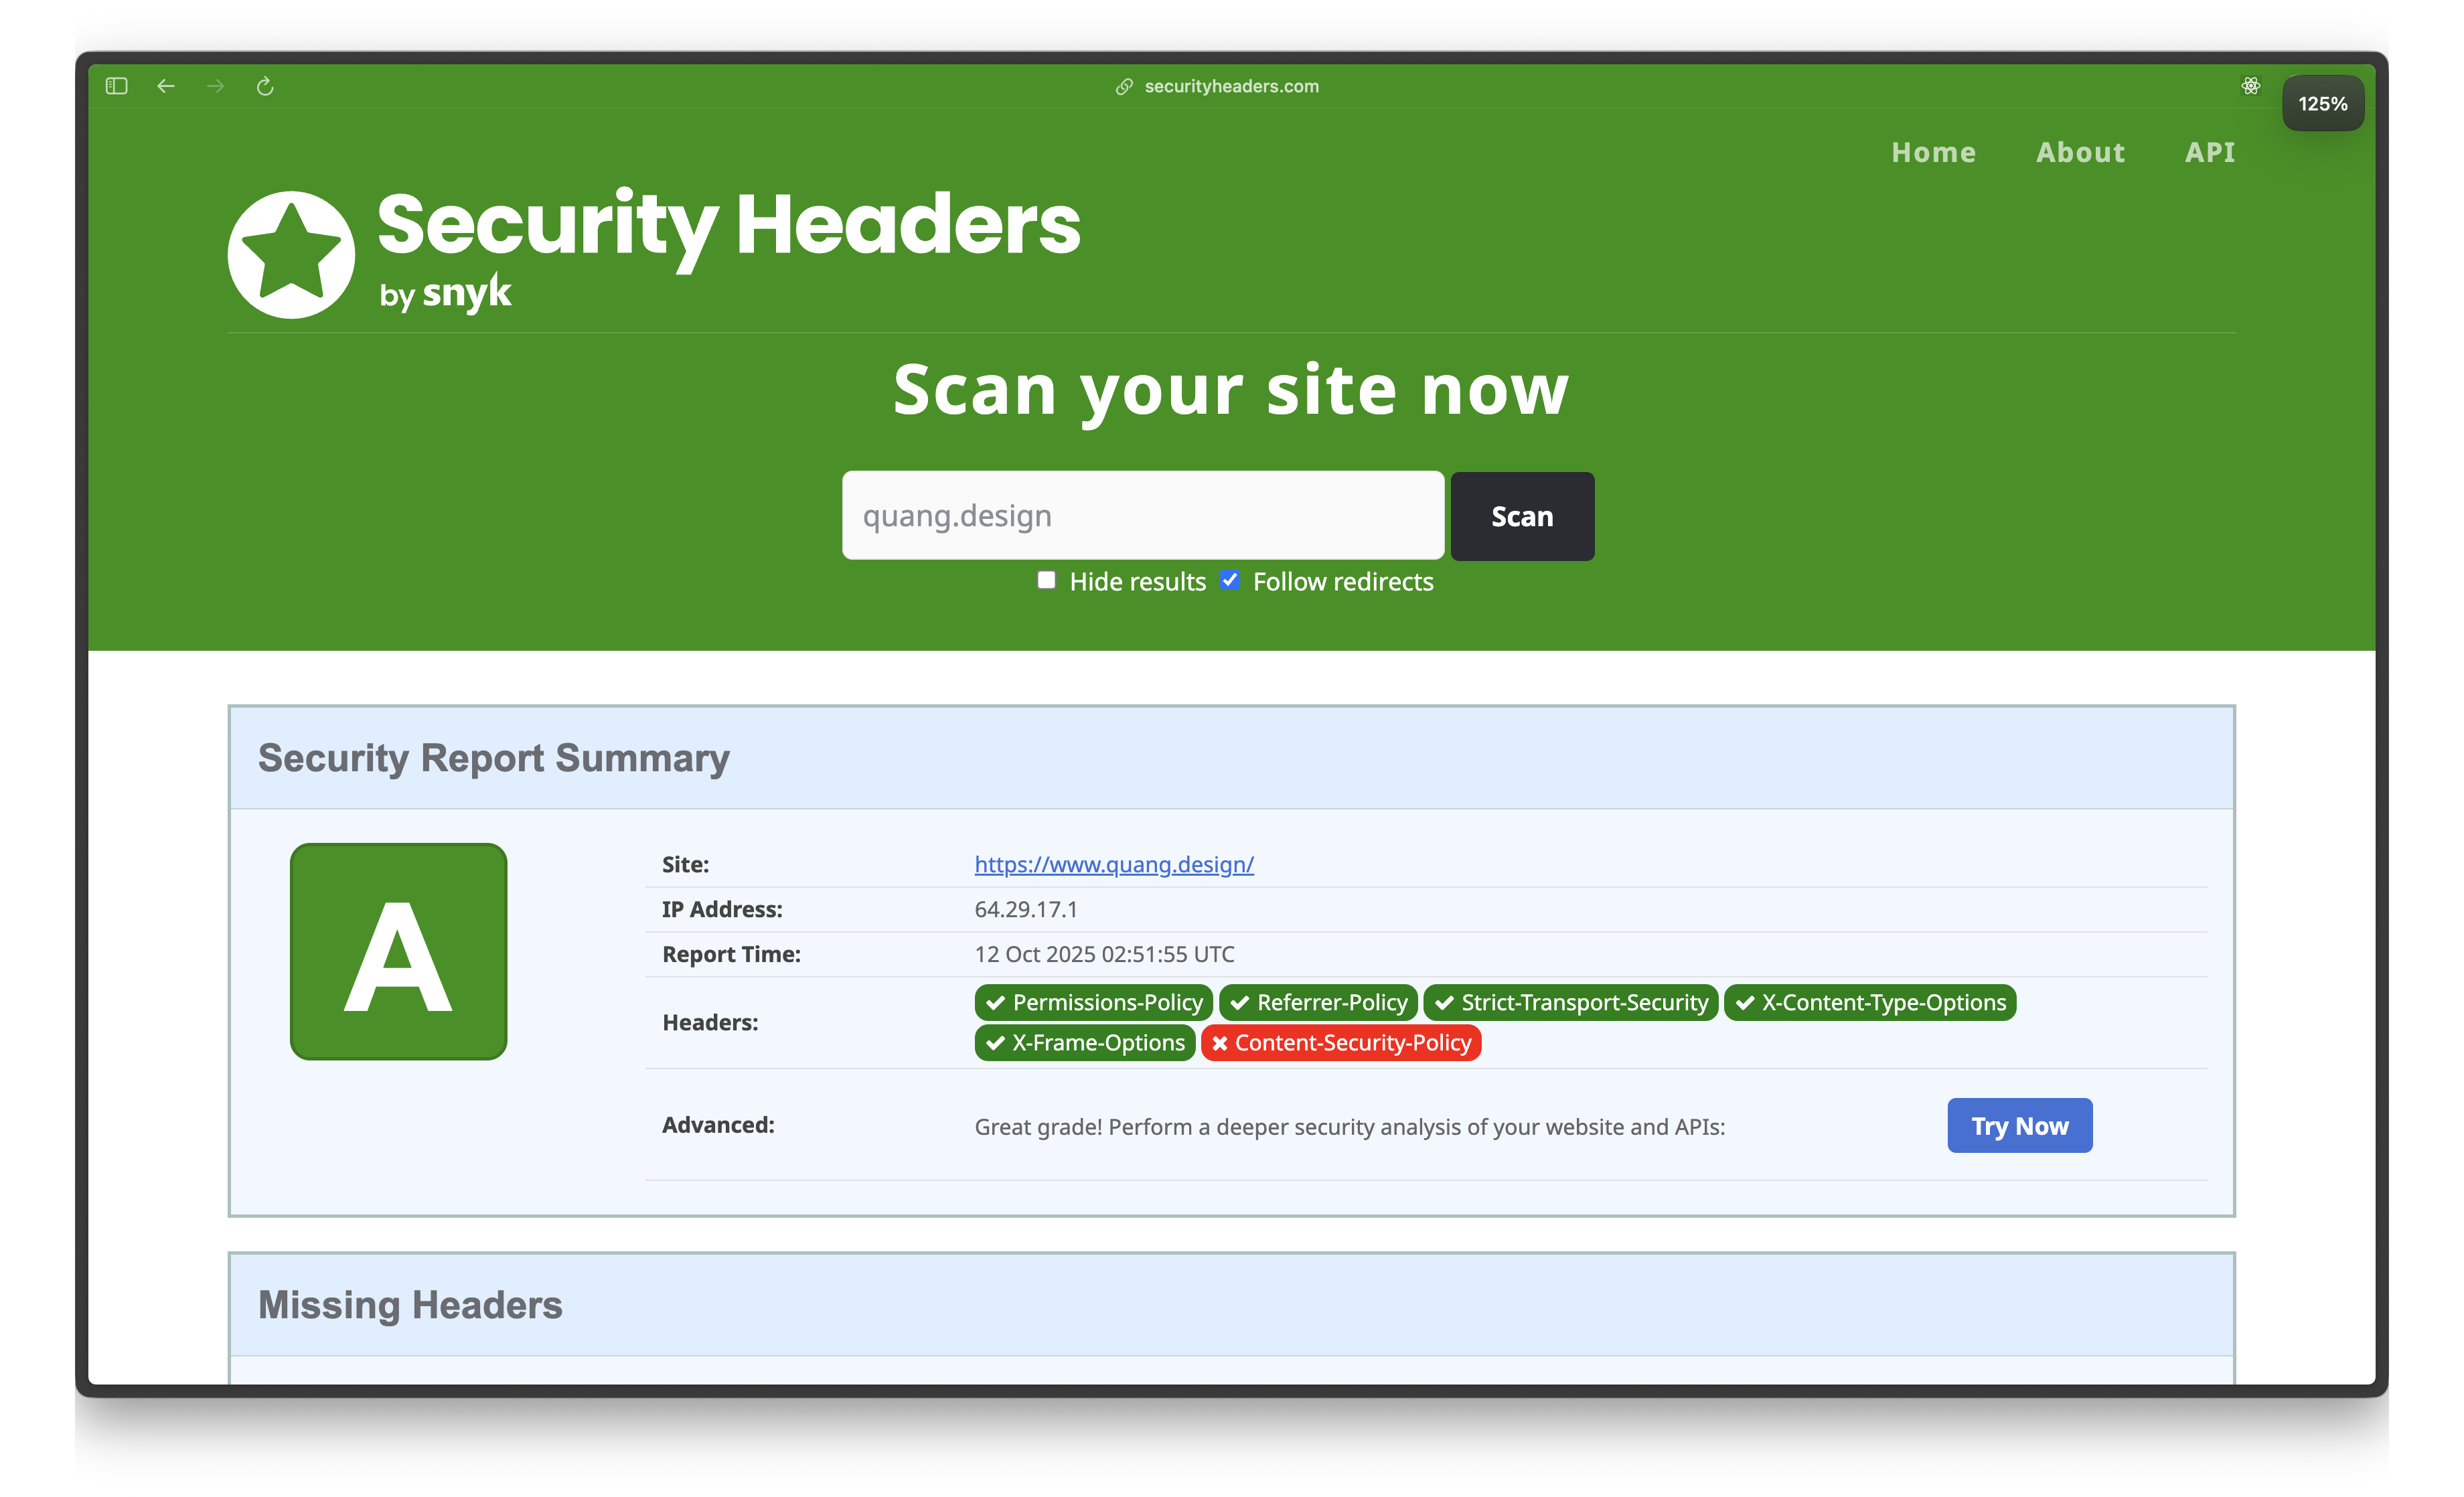 securityheaders.com
125%
Home About API
Security Headers
by snyk
Scan your site now
quang.design Scan
Hide results Follow redirects
Security Report Summary
A
Site: https://www.quang.design/
IP Address: 64.29.17.1
Report Time: 12 Oct 2025 02:51:55 UTC
Headers: Permissions-Policy Referrer-Policy Strict-Transport-Security X-Content-Type-Options
X-Frame-Options Content-Security-Policy
Advanced: Great grade! Perform a deeper security analysis of your website and APIs: Try Now
Missing Headers